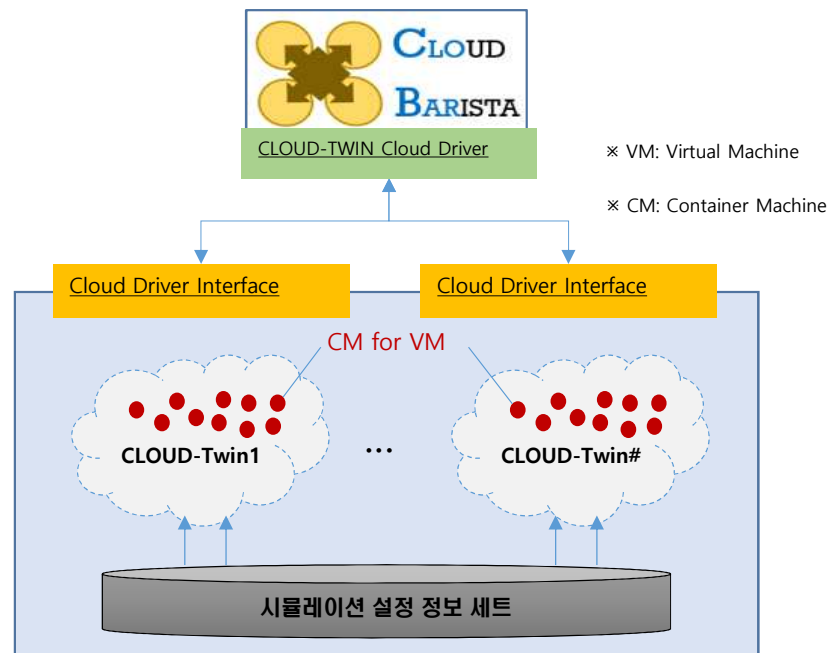 CLOUD
BARISTA
CLOUD-TWIN Cloud Driver
※ VM: Virtual Machine
※ CM: Container Machine
Cloud Driver Interface
Cloud Driver Interface
CM for VM
CLOUD-Twin1
...
CLOUD-Twin#
시뮬레이션 설정 정보 세트